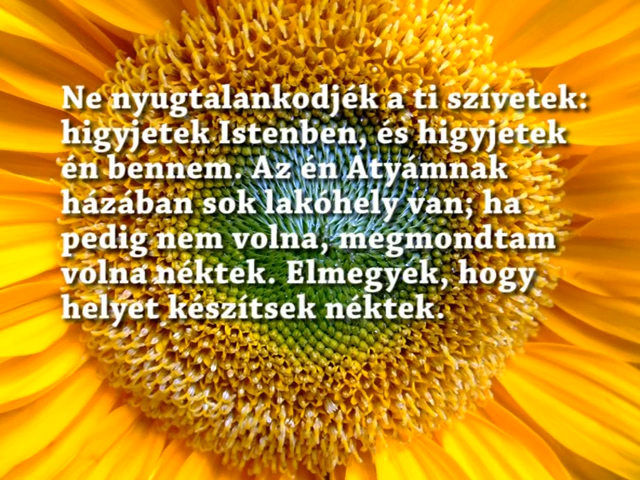 Ne nyugtalankodjék a ti szívetek:
higyjetek Istenben, és higyjetek
én bennem. Az én Atyámnak
házában sok lakóhely van; ha
pedig nem volna, megmondtam
volna néktek. Elmegyek, hogy
helyet készítsek néktek.